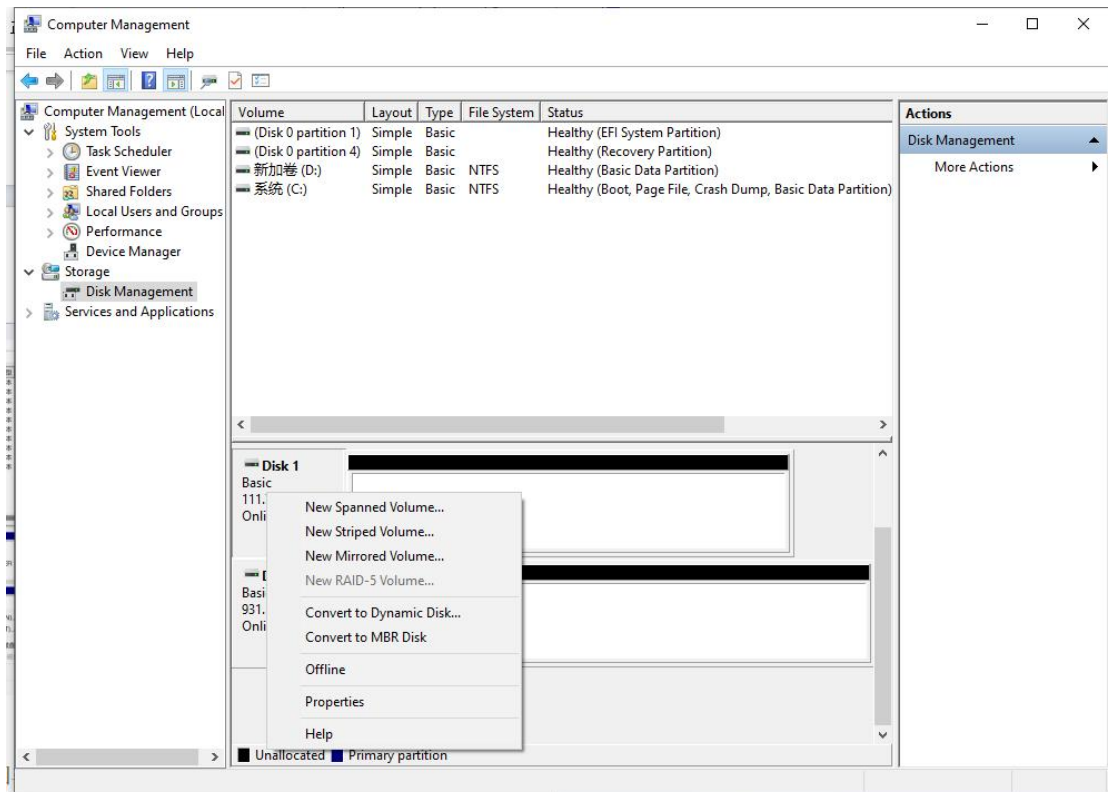 Computer Management
File Action View Help
Computer Management (Local
System Tools
Task Scheduler
Event Viewer
Shared Folders
Local Users and Groups
Performance
Device Manager
Storage
Disk Management
Services and Applications
Volume Layout Type File System Status
(Disk 0 partition 1) Simple Basic Healthy (EFI System Partition)
(Disk 0 partition 4) Simple Basic Healthy (Recovery Partition)
新加卷 (D:) Simple Basic NTFS Healthy (Basic Data Partition)
系统 (C:) Simple Basic NTFS Healthy (Boot, Page File, Crash Dump, Basic Data Partition)
Disk 1
Basic
111.
Onli
Basi
931.
Onli
New Spanned Volume...
New Striped Volume...
New Mirrored Volume...
New RAID-5 Volume...
Convert to Dynamic Disk...
Convert to MBR Disk
Offline
Properties
Help
Unallocated Primary partition
Actions
Disk Management
More Actions